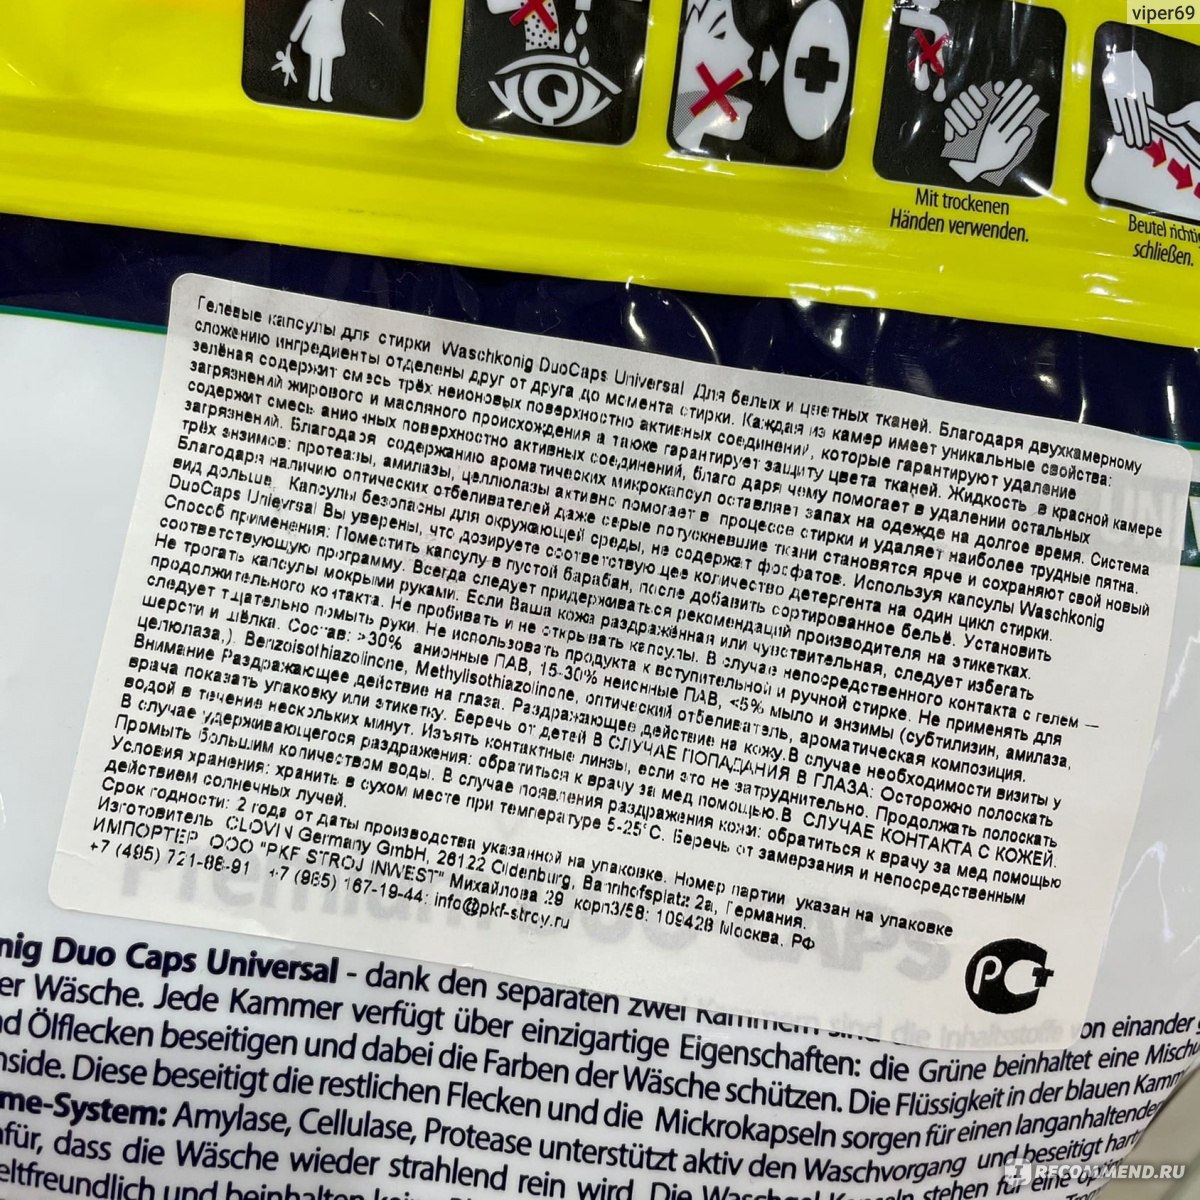 viper69
Mit trockenen
Händen verwenden.
Beutel richti
schließen.
Гелевые капсулы для стирки Waschkonig DuoCaps Universal Для белых и цветных тканей. Благодаря двухкамерному
сложению ингредиенты отделены друг от друга до момента стирки. Каждая из камер имеет уникальные свойства:
зелёная содержит смесь трёх неионовых поверхностно активных соединений, которые гарантируют удаление
загрязнений жирового и масляного происхождения а также гарантирует защиту цвета тканей. Жидкость в красной камере
содержит смесь анионных поверхностно активных соединений, благо даря чему помогает в удалении остальных
загрязнений. Благодаря содержанию ароматических микрокапсул оставляет запах на одежде на долгое время. Система
трёх энзимов: протеазы, амилазы, целлюлазы активно помогает в процессе стирки и удаляет наиболее трудные пятна.
Благодаря наличию оптических отбеливателей даже серые потускневшие ткани становятся ярче и сохраняют свой новый
вид дольше. Капсулы безопасны для окружающей среды, не содержат фосфатов. Используя капсулы Waschkonig
DuoCaps Unieyrsal Вы уверены, что дозируете соответствую щее количество детергента на один цикл стирки.
Способ применения: Поместить капсулу в пустой барабан, после добавить сортированное бельё. Установить
соответствующую программу. Всегда следует придерживаться рекомендаций производителя на этикетках.
Не трогать капсулы мокрыми руками. Если Ваша кожа раздражённая или чувствительная, следует избегать
продолжительного контакта. Не пробивать и не открывать капсулы. В случае непосредственного контакта с гелем —
следует тщательно помыть руки. Не использовать продукта к вступительной и ручной стирке. Не применять для
шерсти и шёлка. Состав: >30% анионные ПАВ, 15-30% неионные ПАВ, <5% мыло и энзимы (субтилизин, амилаза,
целюлаза,). Benzoisothiazolinone, Methylisothiazolinone, оптический отбеливатель, ароматическая композиция.
Внимание Раздражающее действие на глаза. Раздражающее действие на кожу.В случае необходимости визиты у
врача показать упаковку или этикетку. Беречь от детей В СЛУЧАЕ ПОПАДАНИЯ В ГЛАЗА: Осторожно полоскать
водой в течение нескольких минут. Изъять контактные линзы, если это не затруднительно. Продолжать полоскать
В случае удерживающегося раздражения: обратиться к врачу за мед помощью.В СЛУЧАЕ КОНТАКТА С КОЖЕЙ.
Промыть большим количеством воды. В случае появления раздражения кожи: обратиться к врачу за мед помощью
Условия хранения: хранить в сухом месте при температуре 5-25°С. Беречь от замерзания и непосредственным
действием солнечных лучей.
Срок годности: 2 года от даты производства указанной на упаковке. Номер партии указан на упаковке
Изготовитель CLOVIN Germany GmbH, 26122 Oldenburg, Bahnhofsplatz 2a, Германия.
ИМПОРТЕР ООО "PKF STROJ INWEST" Михайлова 29 корп3/58: 109428 Москва, РФ
+7 (495) 721-88-91 +7 (985) 167-19-44; info@pkf-stroy.ru
РСТ
nig Duo Caps Universal - dank den separaten zwei Kammern sind die Inhaltsstoffe von einander
er Wäsche. Jede Kammer verfügt über einzigartige Eigenschaften: die Grüne beinhaltet eine Mischu
nd Ölflecken beseitigen und dabei die Farben der Wäsche schützen. Die Flüssigkeit in der blauen Kamm
nside. Diese beseitigt die restlichen Flecken und die Mickrokapseln sorgen für einen langanhaltenden
me-System: Amylase, Cellulase, Protease unterstützt aktiv den Waschvorgang und beseitigt hart
afür, dass die Wäsche wieder strahlend rein wird. Die Waschgel-Kapseln stehen für eine
eltfreundlich und beinhalten
RECOMMEND.RU